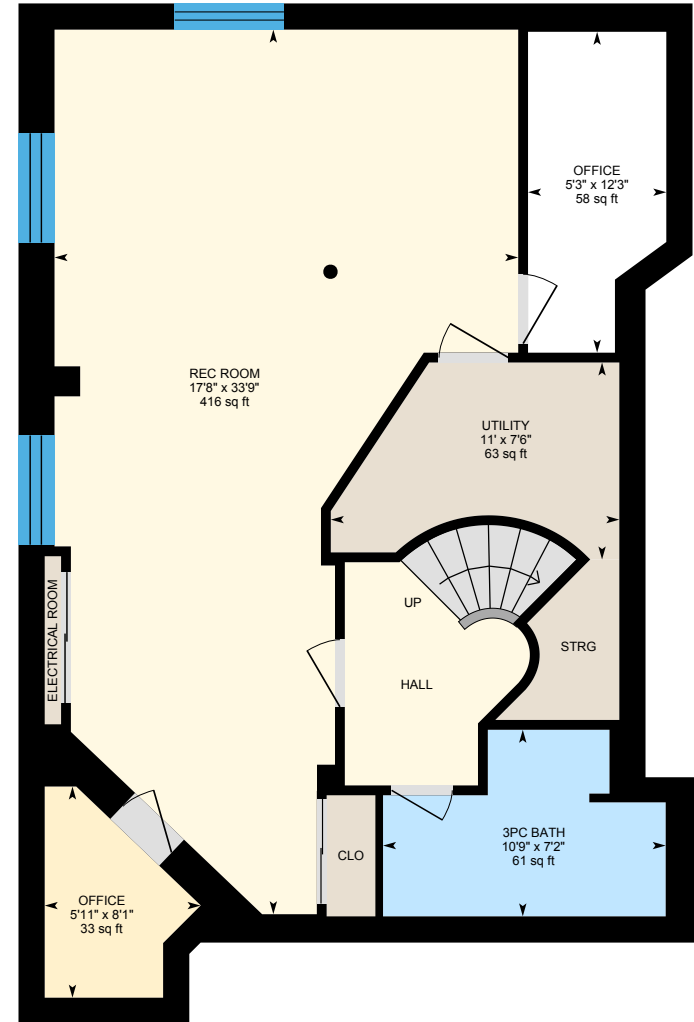 OFFICE
5'3" x 12'3"
58 sq ft
REC ROOM
17'8" x 33'9"
416 sq ft
UTILITY
11' x 7'6"
63 sq ft
ELECTRICAL ROOM
UP
HALL
STRG
3PC BATH
10'9" x 7'2"
61 sq ft
CLO
OFFICE
5'11" x 8'1"
33 sq ft